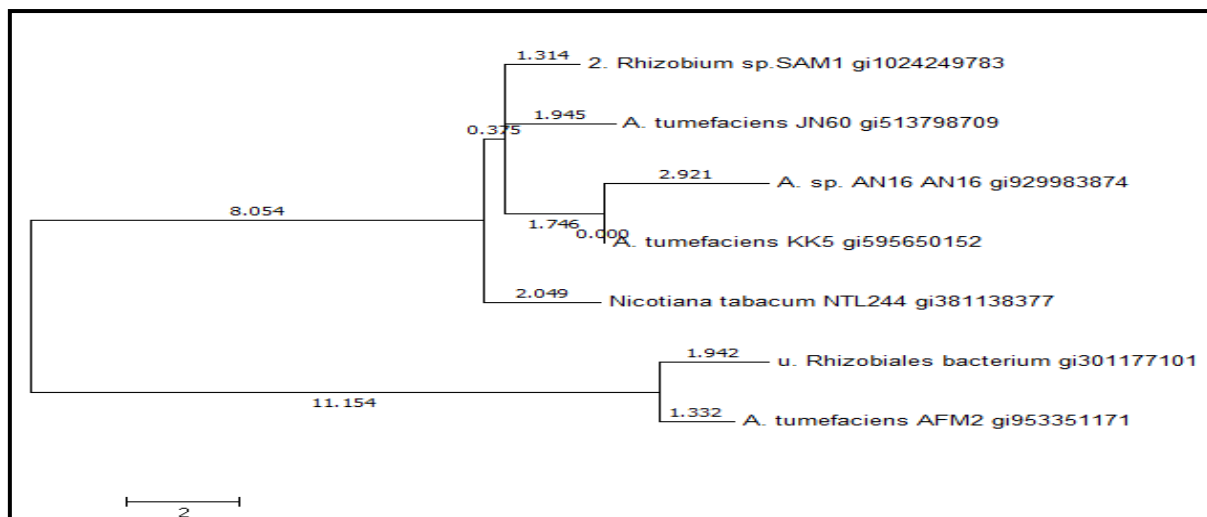 1.314
2. Rhizobium sp.SAM1 gi1024249783
1.945
A. tumefaciens JN60 gi513798709
0.375
2.921
A. sp. AN16 AN16 gi929983874
8.054
1.746
0.000
A. tumefaciens KK5 gi595650152
2.049
Nicotiana tabacum NTL244 gi381138377
1.942
u. Rhizobiales bacterium gi301177101
11.154
1.332
A. tumefaciens AFM2 gi953351171
2